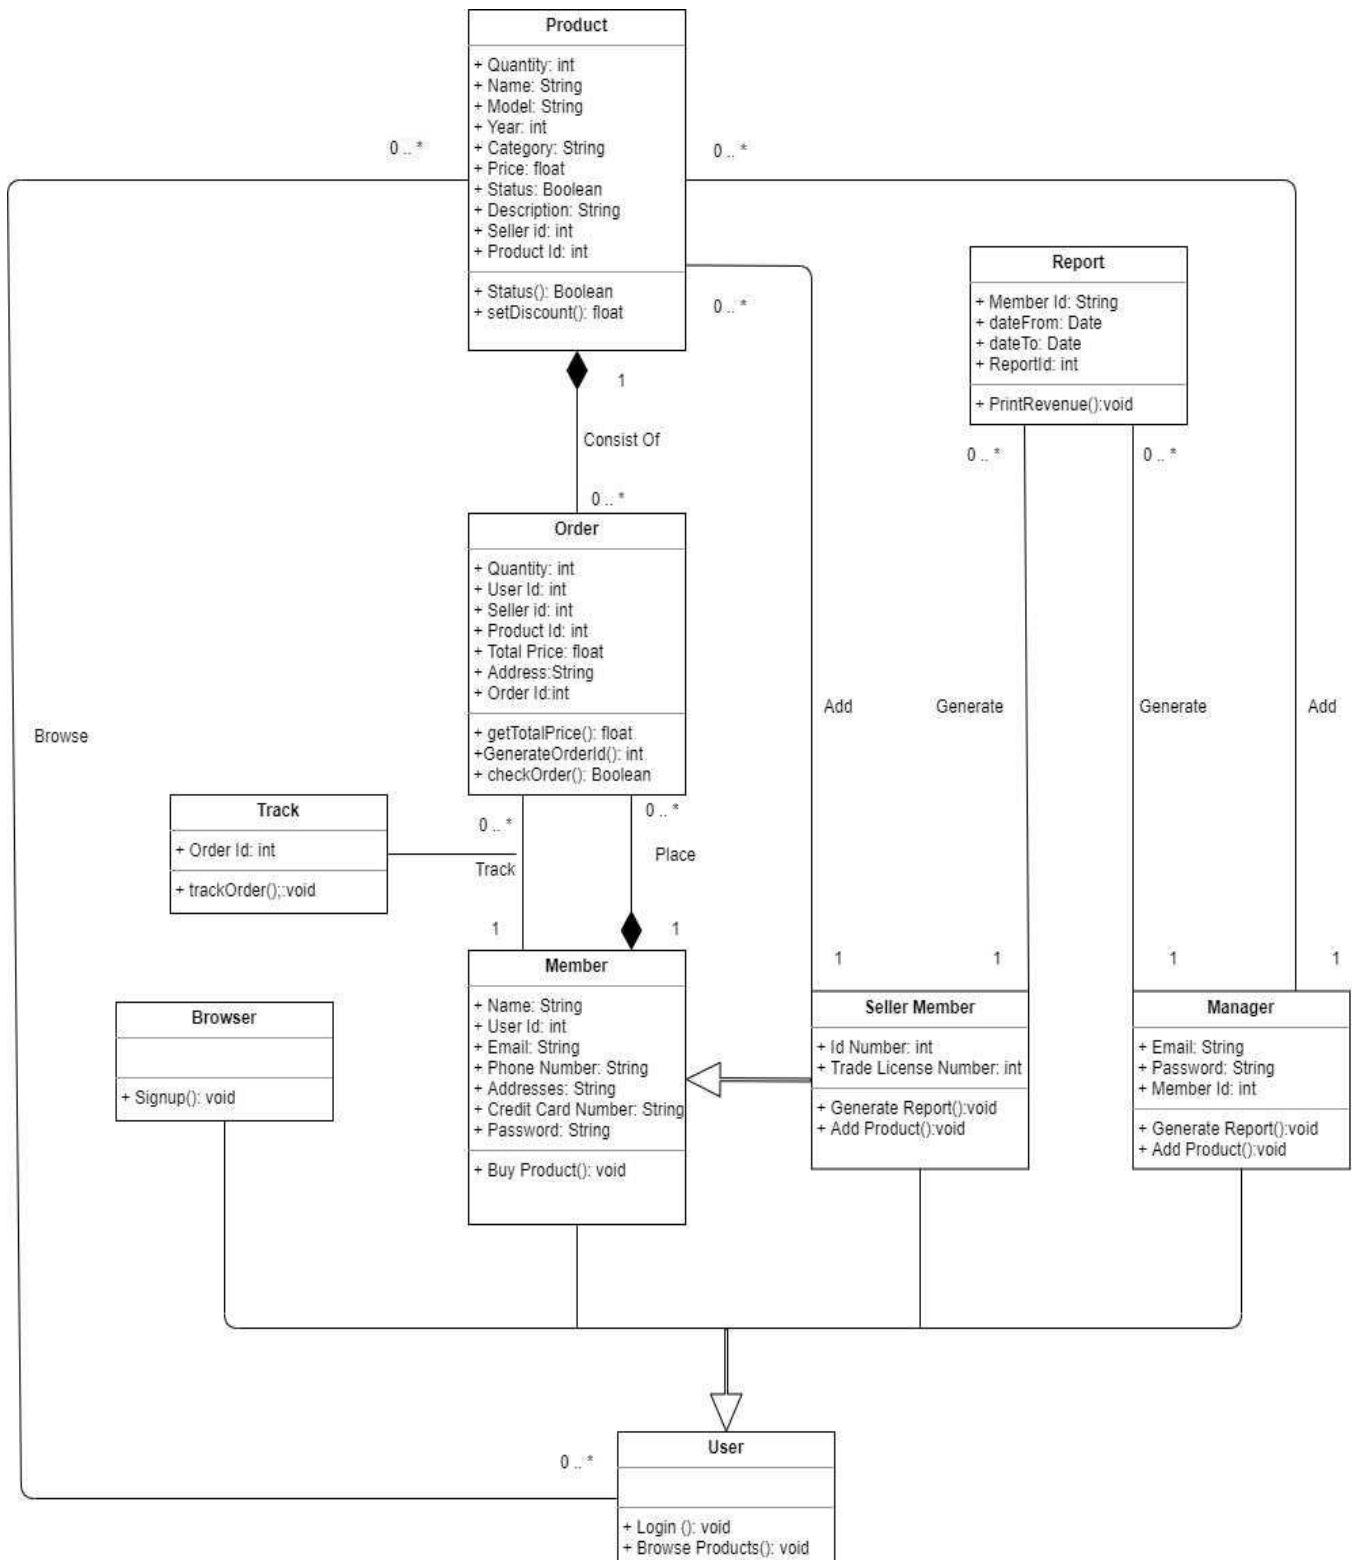 Product
+ Quantity: int
+ Name: String
+ Model: String
+ Year: int
+ Category: String
+ Price: float
+ Status: Boolean
+ Description: String
+ Seller id: int
+ Product Id: int
+ Status(): Boolean
+ setDiscount(): float
0 .. *
0 .. *
0 .. *
1
Consist Of
0 .. *
Report
+ Member Id: String
+ dateFrom: Date
+ dateTo: Date
+ ReportId: int
+ PrintRevenue():void
0 .. *
0 .. *
Order
+ Quantity: int
+ User Id: int
+ Seller id: int
+ Product Id: int
+ Total Price: float
+ Address:String
+ Order Id:int
+ getTotalPrice(): float
+GenerateOrderId(): int
+ checkOrder(): Boolean
Browse
Add
Generate
Generate
Add
Track
+ Order Id: int
+ trackOrder();:void
0 .. *
0 .. *
Track
Place
1
1
1
1
1
1
Browser
+ Signup(): void
Member
+ Name: String
+ User Id: int
+ Email: String
+ Phone Number: String
+ Addresses: String
+ Credit Card Number: String
+ Password: String
+ Buy Product(): void
Seller Member
+ Id Number: int
+ Trade License Number: int
+ Generate Report():void
+ Add Product():void
Manager
+ Email: String
+ Password: String
+ Member Id: int
+ Generate Report():void
+ Add Product():void
0 .. *
User
+ Login (): void
+ Browse Products(): void